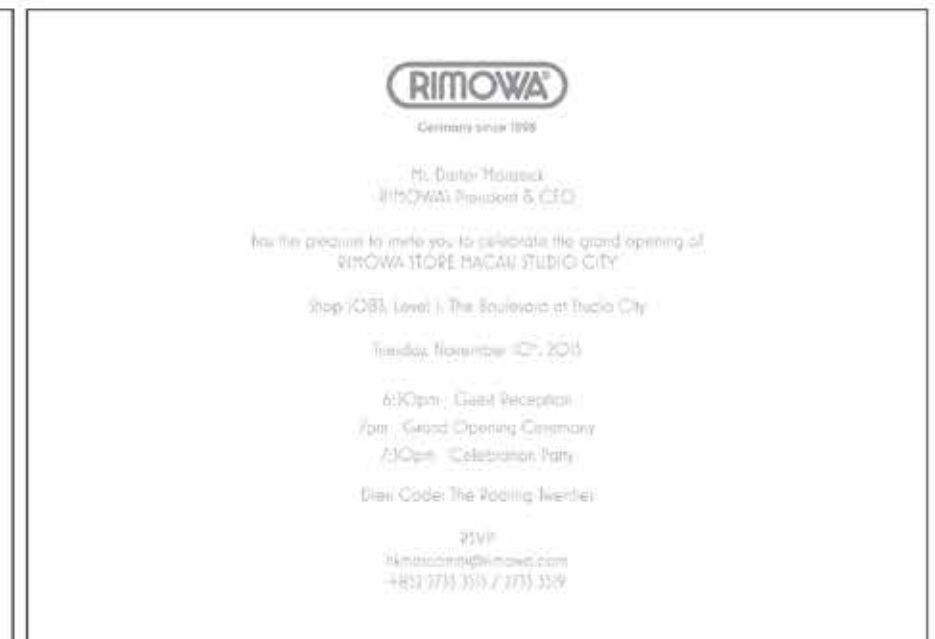 RIMOWA®
Germany since 1898
Mr. Dieter Morszeck
RIMOWA's President & CEO
has the pleasure to invite you to celebrate the grand opening of
RIMOWA STORE MACAU STUDIO CITY
Shop 1083, Level 1, The Boulevard at Studio City
Tuesday, November 10th, 2015
6:30pm Guest Reception
7pm Grand Opening Ceremony
7:30pm Celebration Party
Dress Code: The Roaring Twenties
RSVP